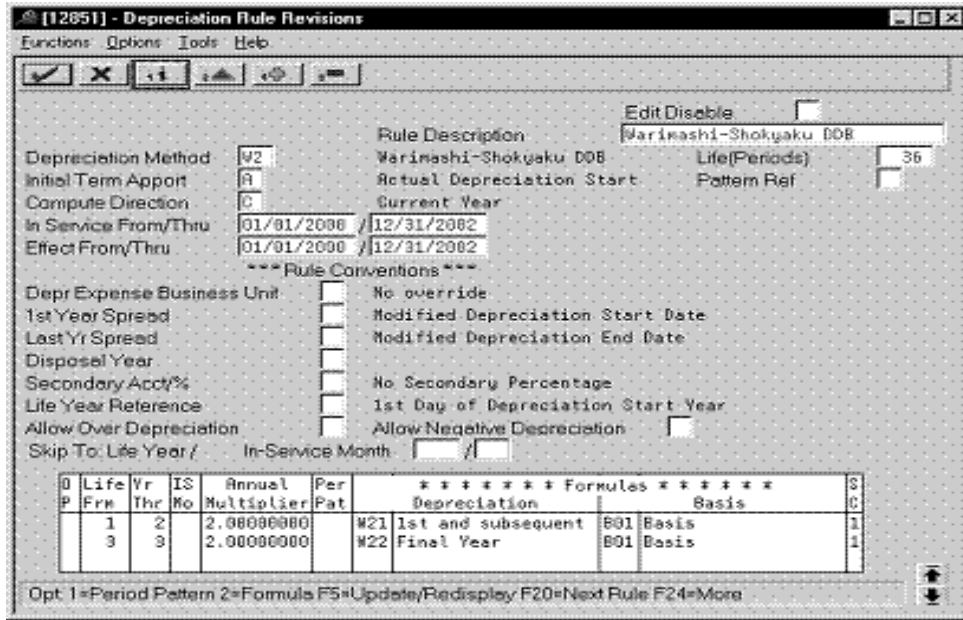 [12851] - Depreciation Rule Revisions
Functions Options Tools Help
Edit Disable
Rule Description Warimashi-Shokyaku DDB
Depreciation Method W2 Warimashi-Shokyaku DDB Life(Periods) 36
Initial Term Apport A Actual Depreciation Start Pattern Ref
Compute Direction C Current Year
In Service From/Thru 01/01/2000 / 12/31/2002
Effect From/Thru 01/01/2000 / 12/31/2002
*** Rule Conventions ***
Depr Expense Business Unit No override
1st Year Spread Modified Depreciation Start Date
Last Yr Spread Modified Depreciation End Date
Disposal Year
Secondary Acct/% No Secondary Percentage
Life Year Reference 1st Day of Depreciation Start Year
Allow Over Depreciation Allow Negative Depreciation
Skip To: Life Year / In-Service Month /
O Life Yr IS Annual Per * * * * * * * Formulas * * * * * * S
P Frm Thr Mo Multiplier Pat Depreciation Basis C
1 2 2.00000000 W21 1st and subsequent B01 Basis 1
3 3 2.00000000 W22 Final Year B01 Basis 1
Opt: 1=Period Pattern 2=Formula F5=Update/Redisplay F20=Next Rule F24=More